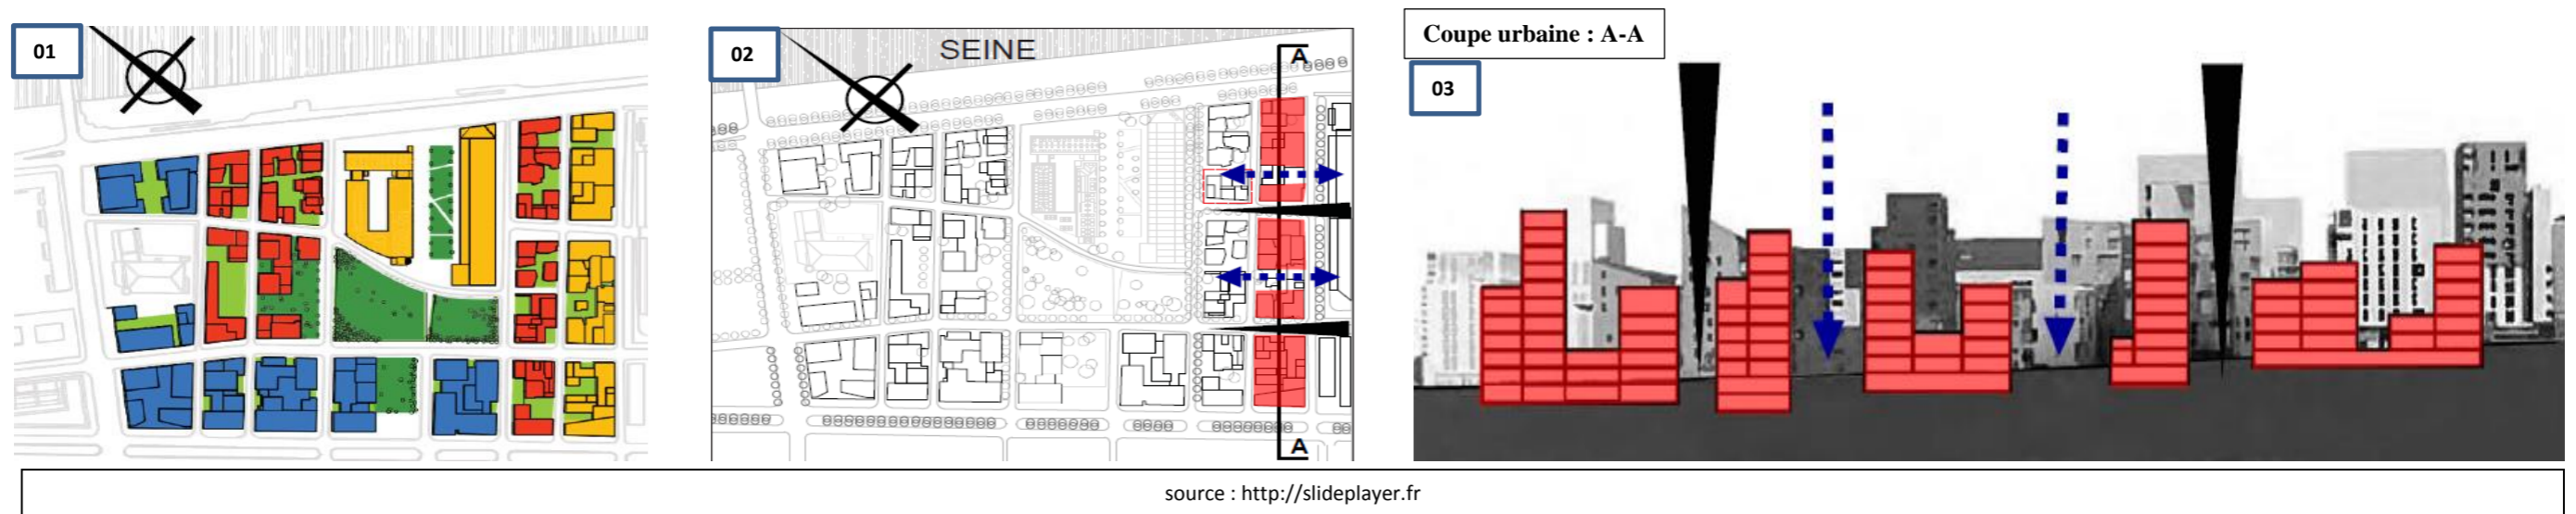 01
02
SEINE
A
A
Coupe urbaine : A-A
03
source : http://slideplayer.fr